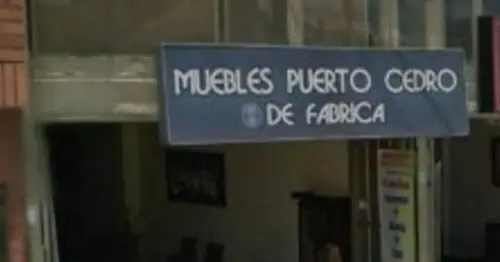 MUEBLES PUERTO CEDRO
DE FABRICA